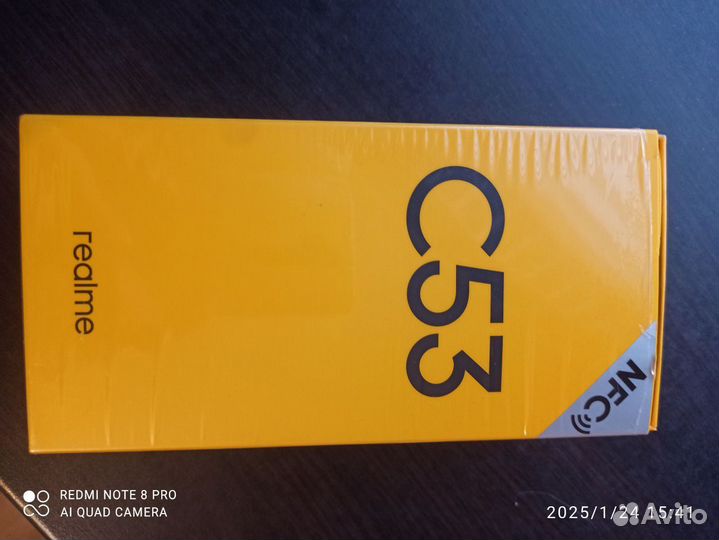 C53
NFC
realme
REDMI NOTE 8 PRO
AI QUAD CAMERA
2025/1/24 15:41
Avito